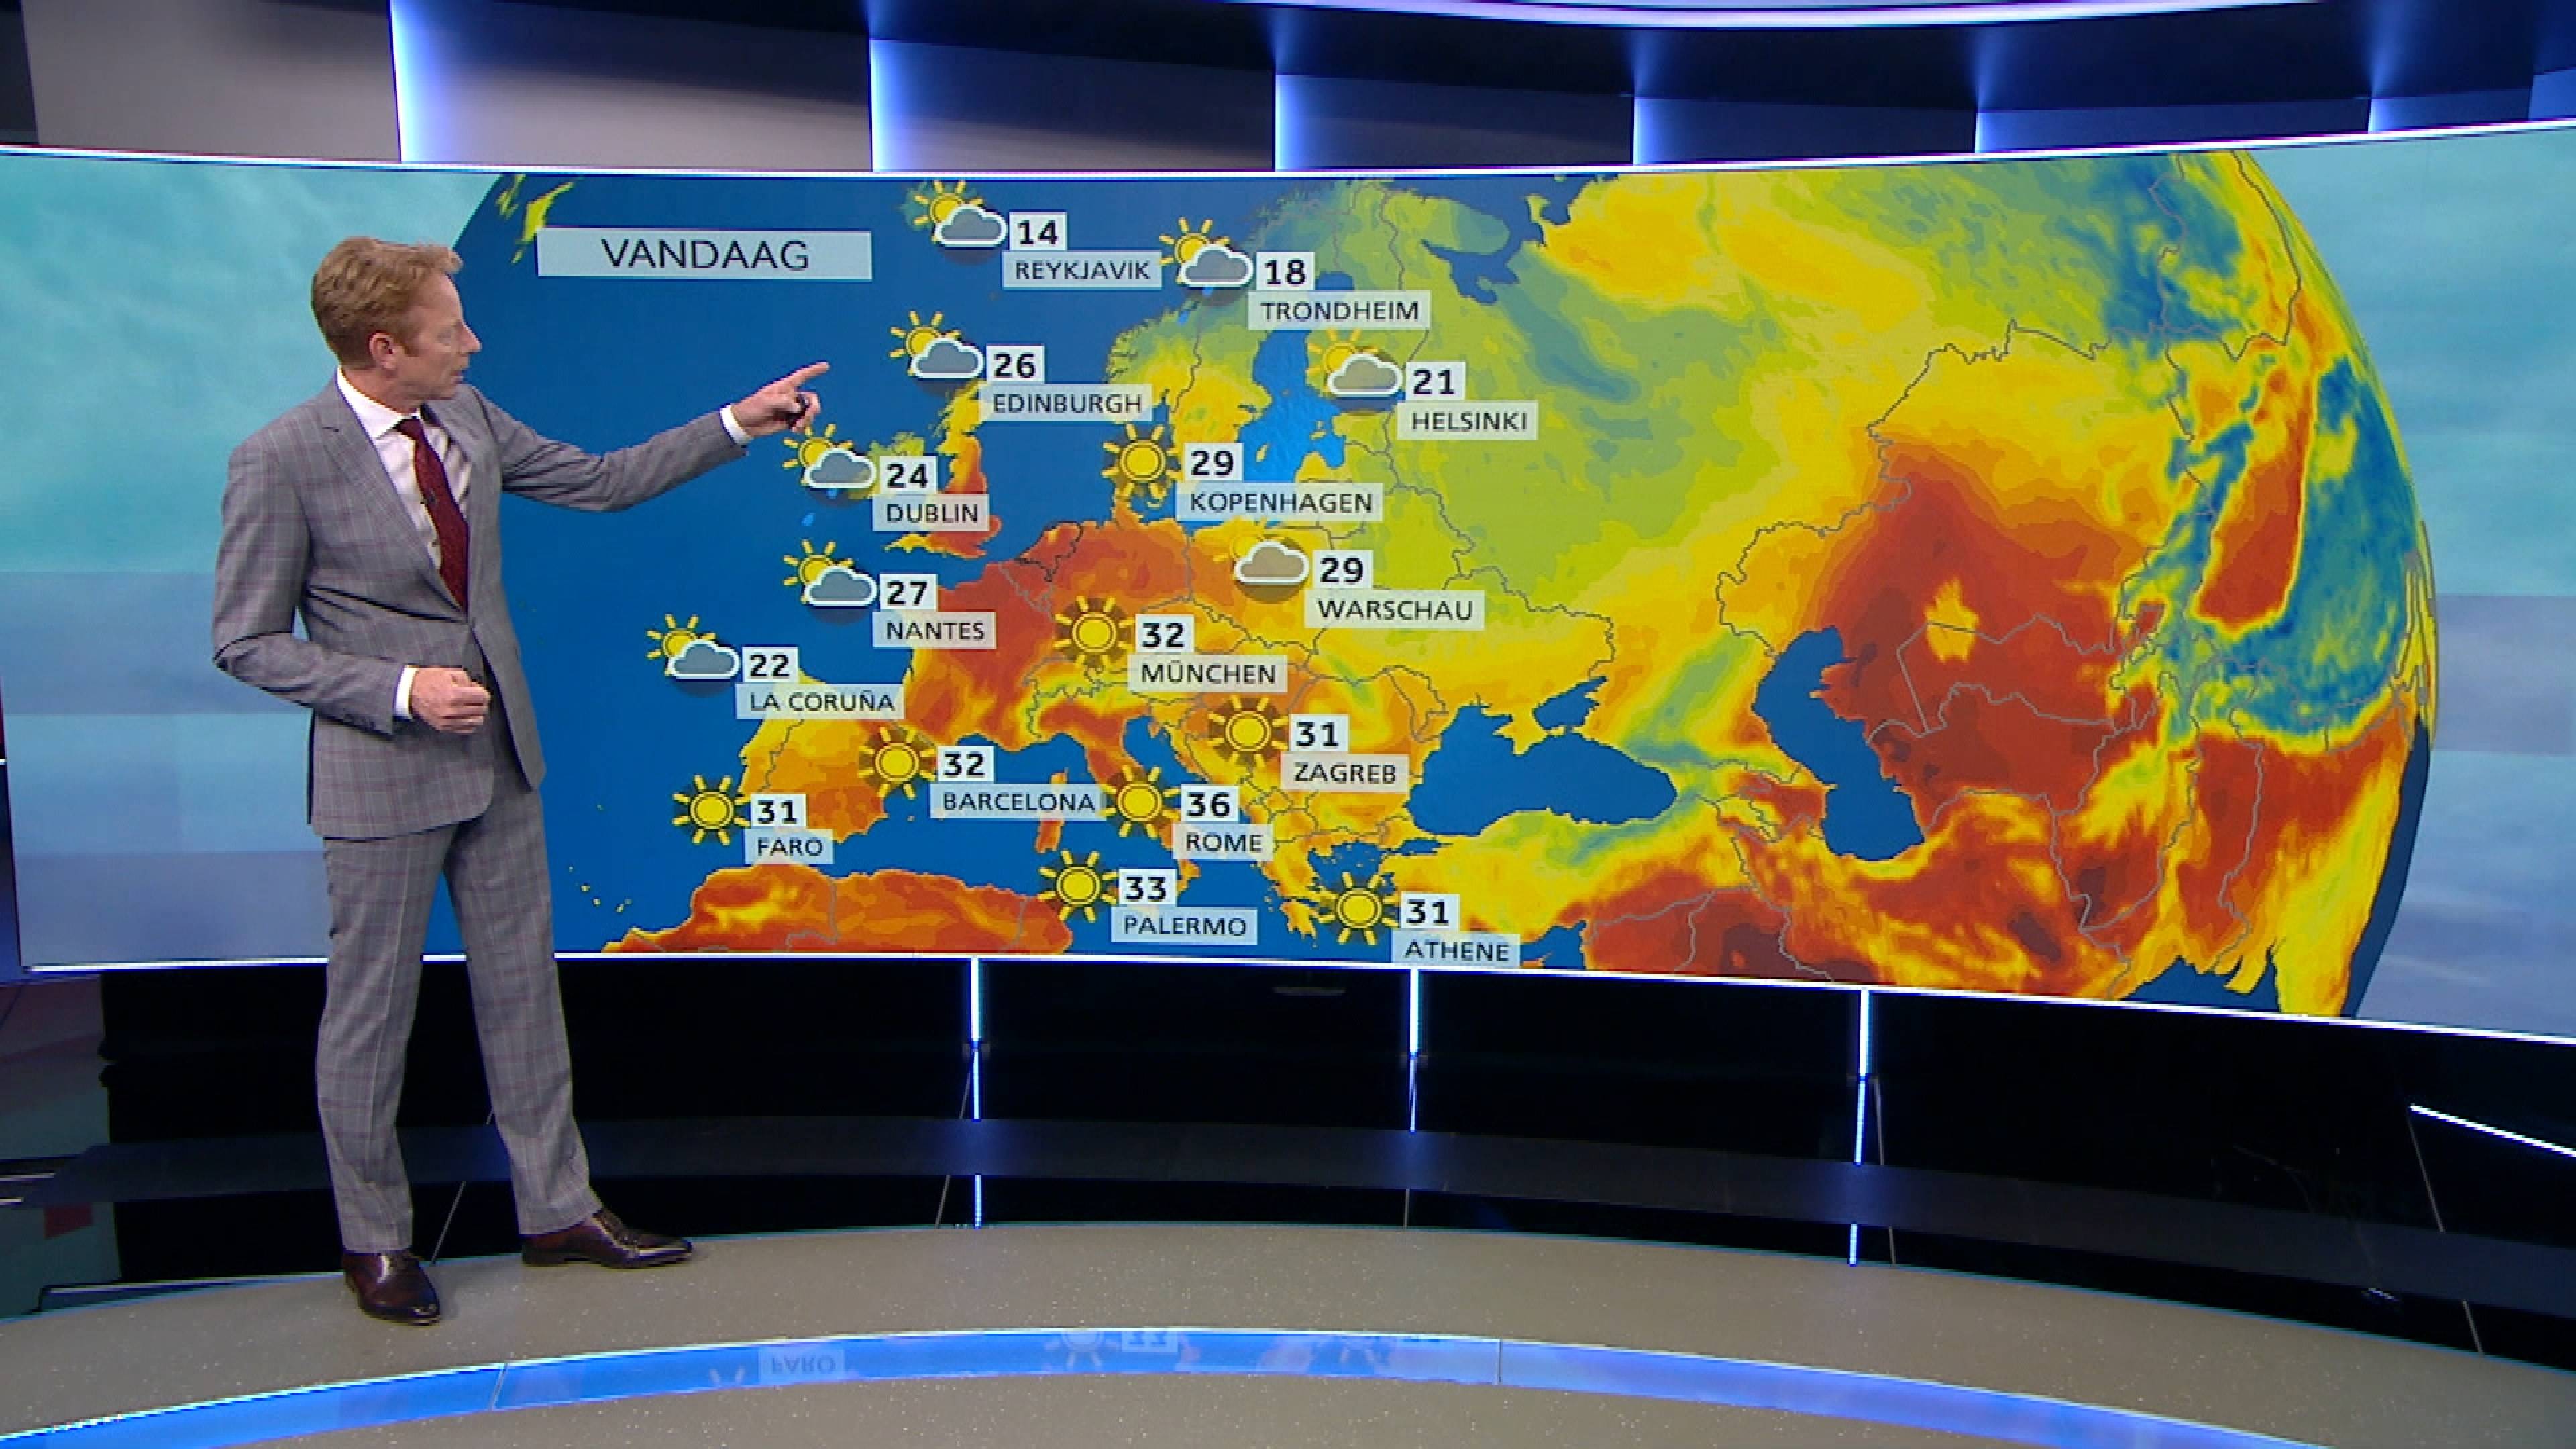 VANDAAG
14
REYKJAVIK
18
TRONDHEIM
26
EDINBURGH
21
HELSINKI
24
DUBLIN
29
KOPENHAGEN
27
NANTES
29
WARSCHAU
22
LA CORUÑA
32
MÜNCHEN
31
ZAGREB
32
BARCELONA
31
FARO
36
ROME
33
PALERMO
31
ATHENE